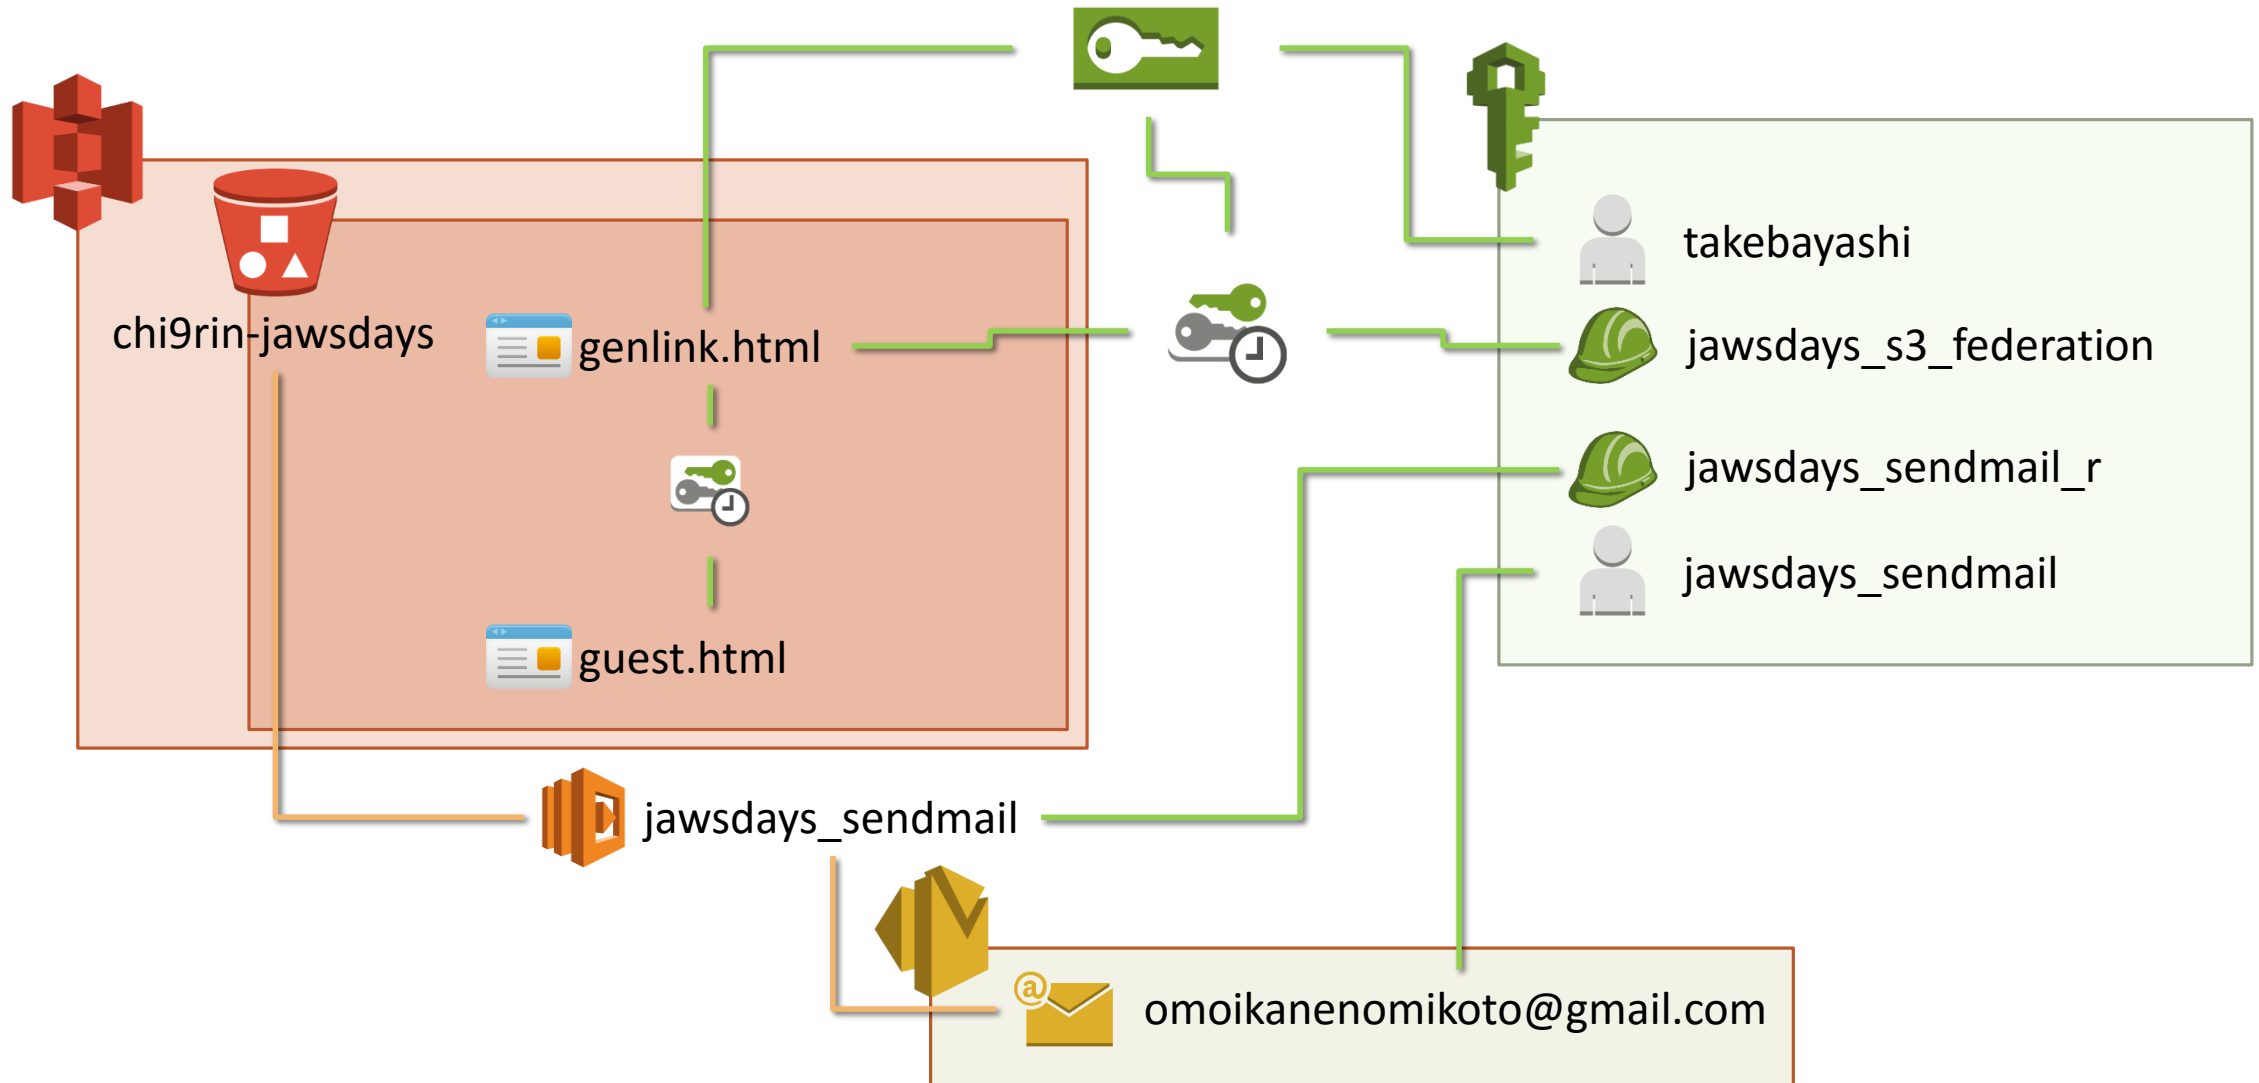 takebayashi
chi9rin-jawsdays
genlink.html
jawsdays_s3_federation
jawsdays_sendmail_r
jawsdays_sendmail
guest.html
jawsdays_sendmail
@
omoikanenomikoto@gmail.com